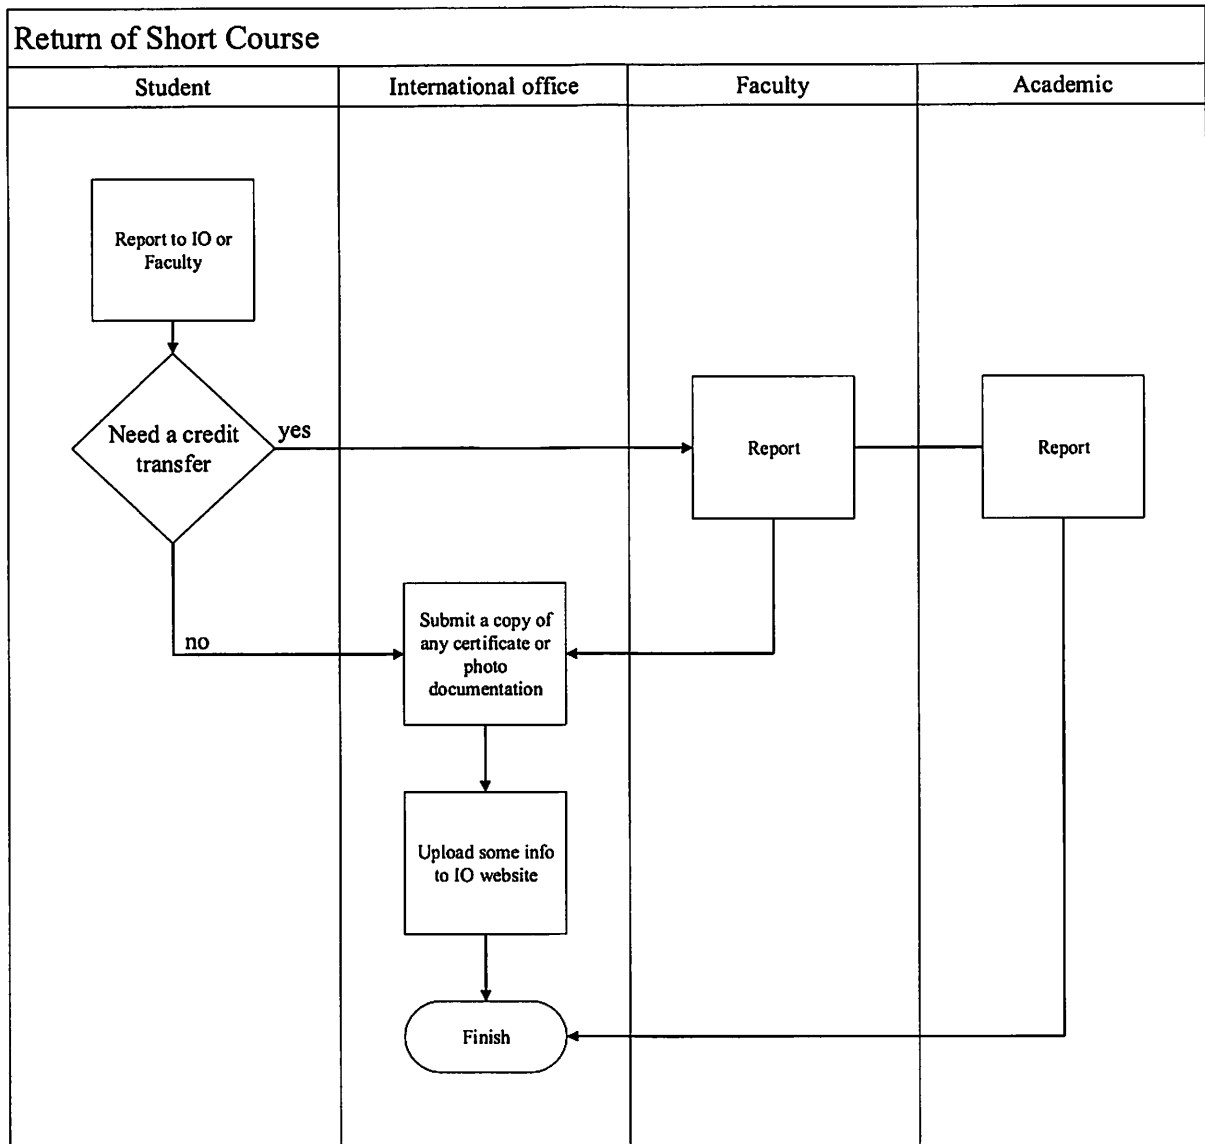 Return of Short Course
Student
International office
Faculty
Academic
Report to IO or
Faculty
Need a credit
transfer
yes
Report
Report
no
Submit a copy of
any certificate or
photo
documentation
Upload some info
to IO website
Finish